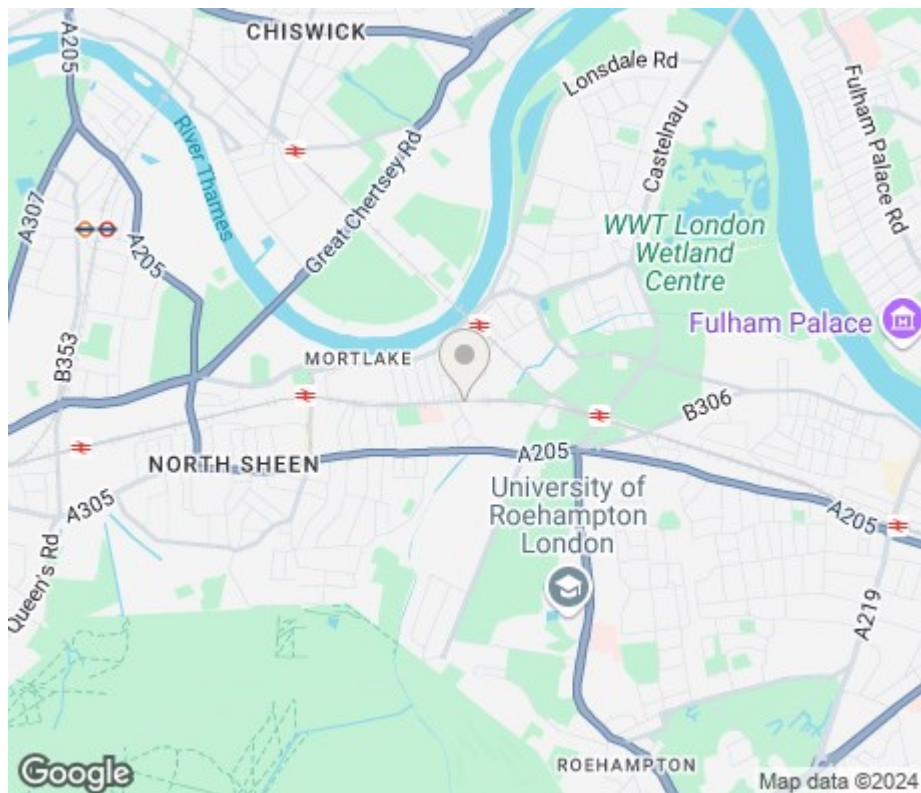 CHISWICK
A205
Lonsdale Rd
Castelnau
Fulham Palace Rd
River Thames
Great Chertsey Rd
A307
A205
WWT London
Wetland
Centre
Fulham Palace
B353
MORTLAKE
B306
NORTH SHEEN
A205
A305
University of
Roehampton
London
A205
Queen's Rd
A219
ROEHAMPTON
Google
Map data ©2024